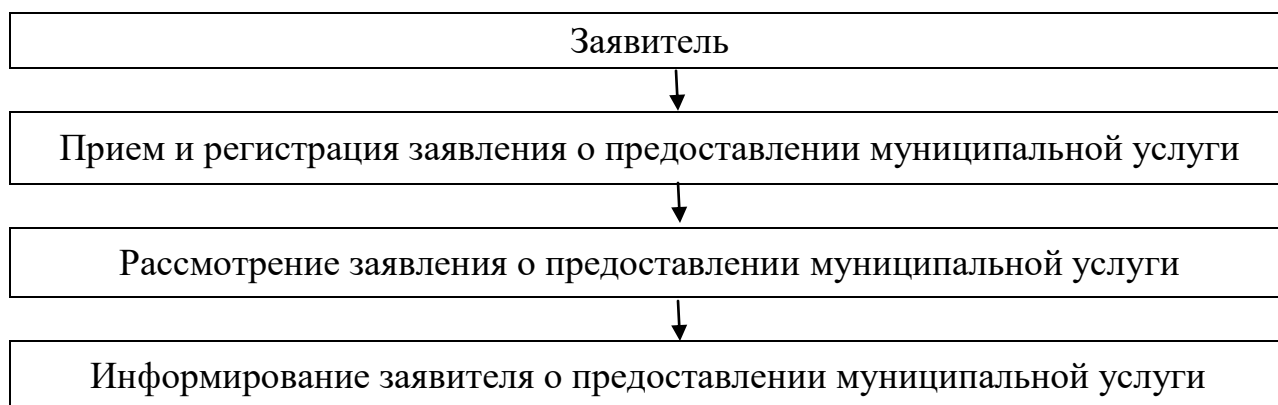 Заявитель
Прием и регистрация заявления о предоставлении муниципальной услуги
Рассмотрение заявления о предоставлении муниципальной услуги
Информирование заявителя о предоставлении муниципальной услуги